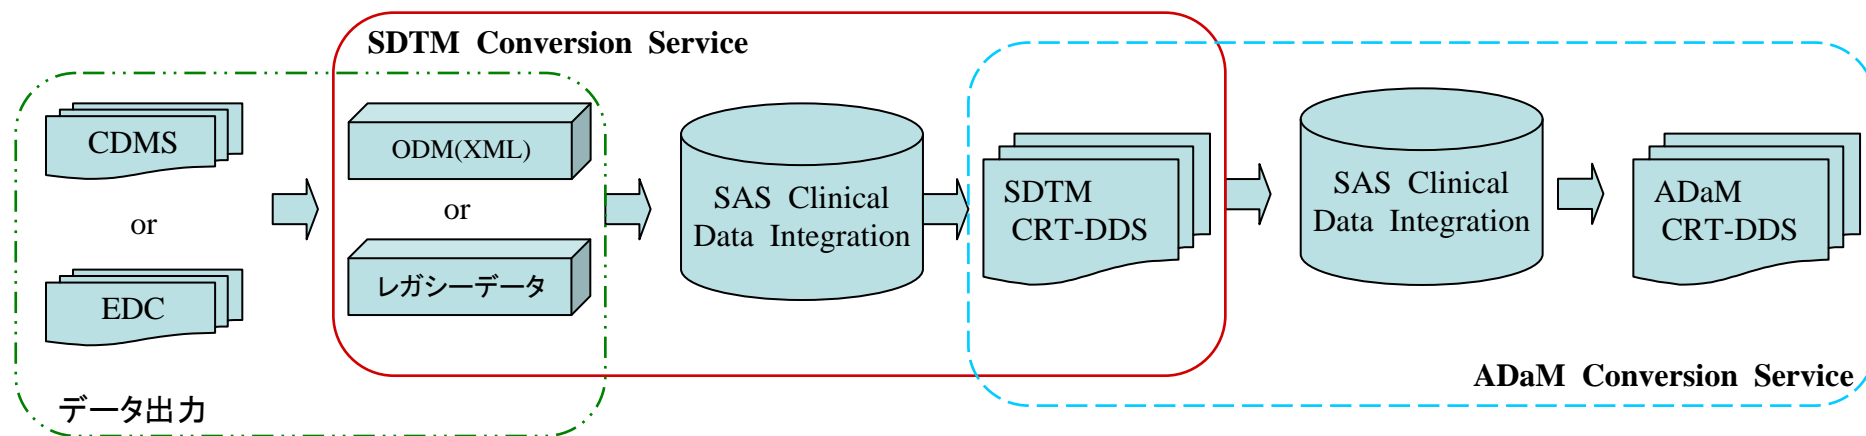 SDTM Conversion Service
CDMS
or
EDC
データ出力
ODM(XML)
or
レガシーデータ
SAS Clinical
Data Integration
SDTM
CRT-DDS
SAS Clinical
Data Integration
ADaM
CRT-DDS
ADaM Conversion Service